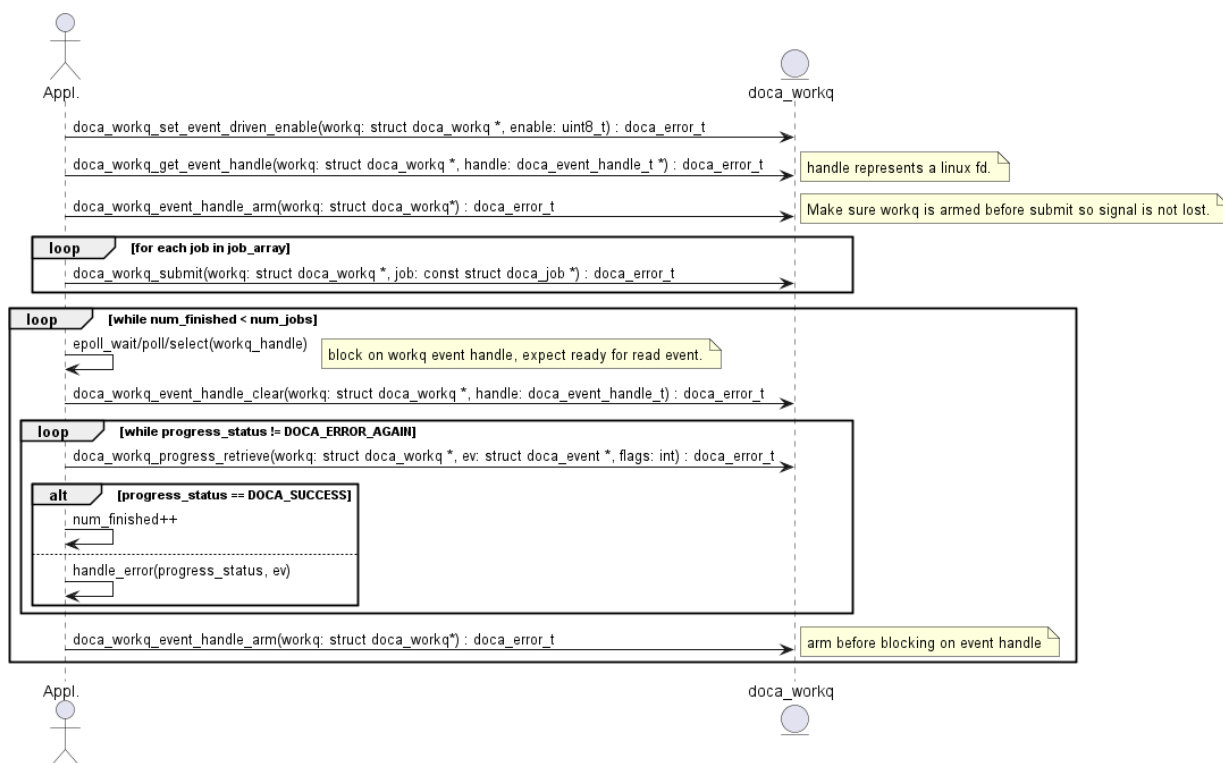 Appl.
doca_workq
doca_workq_set_event_driven_enable(workq: struct doca_workq *, enable: uint8_t) : doca_error_t
doca_workq_get_event_handle(workq: struct doca_workq *, handle: doca_event_handle_t *) : doca_error_t
handle represents a linux fd.
doca_workq_event_handle_arm(workq: struct doca_workq*) : doca_error_t
Make sure workq is armed before submit so signal is not lost.
loop [for each job in job_array]
doca_workq_submit(workq: struct doca_workq *, job: const struct doca_job *) : doca_error_t
loop [while num_finished < num_jobs]
epoll_wait/poll/select(workq_handle)
block on workq event handle, expect ready for read event.
doca_workq_event_handle_clear(workq: struct doca_workq *, handle: doca_event_handle_t) : doca_error_t
loop [while progress_status != DOCA_ERROR_AGAIN]
doca_workq_progress_retrieve(workq: struct doca_workq *, ev: struct doca_event *, flags: int) : doca_error_t
alt [progress_status == DOCA_SUCCESS]
num_finished++
handle_error(progress_status, ev)
doca_workq_event_handle_arm(workq: struct doca_workq*) : doca_error_t
arm before blocking on event handle
Appl.
doca_workq